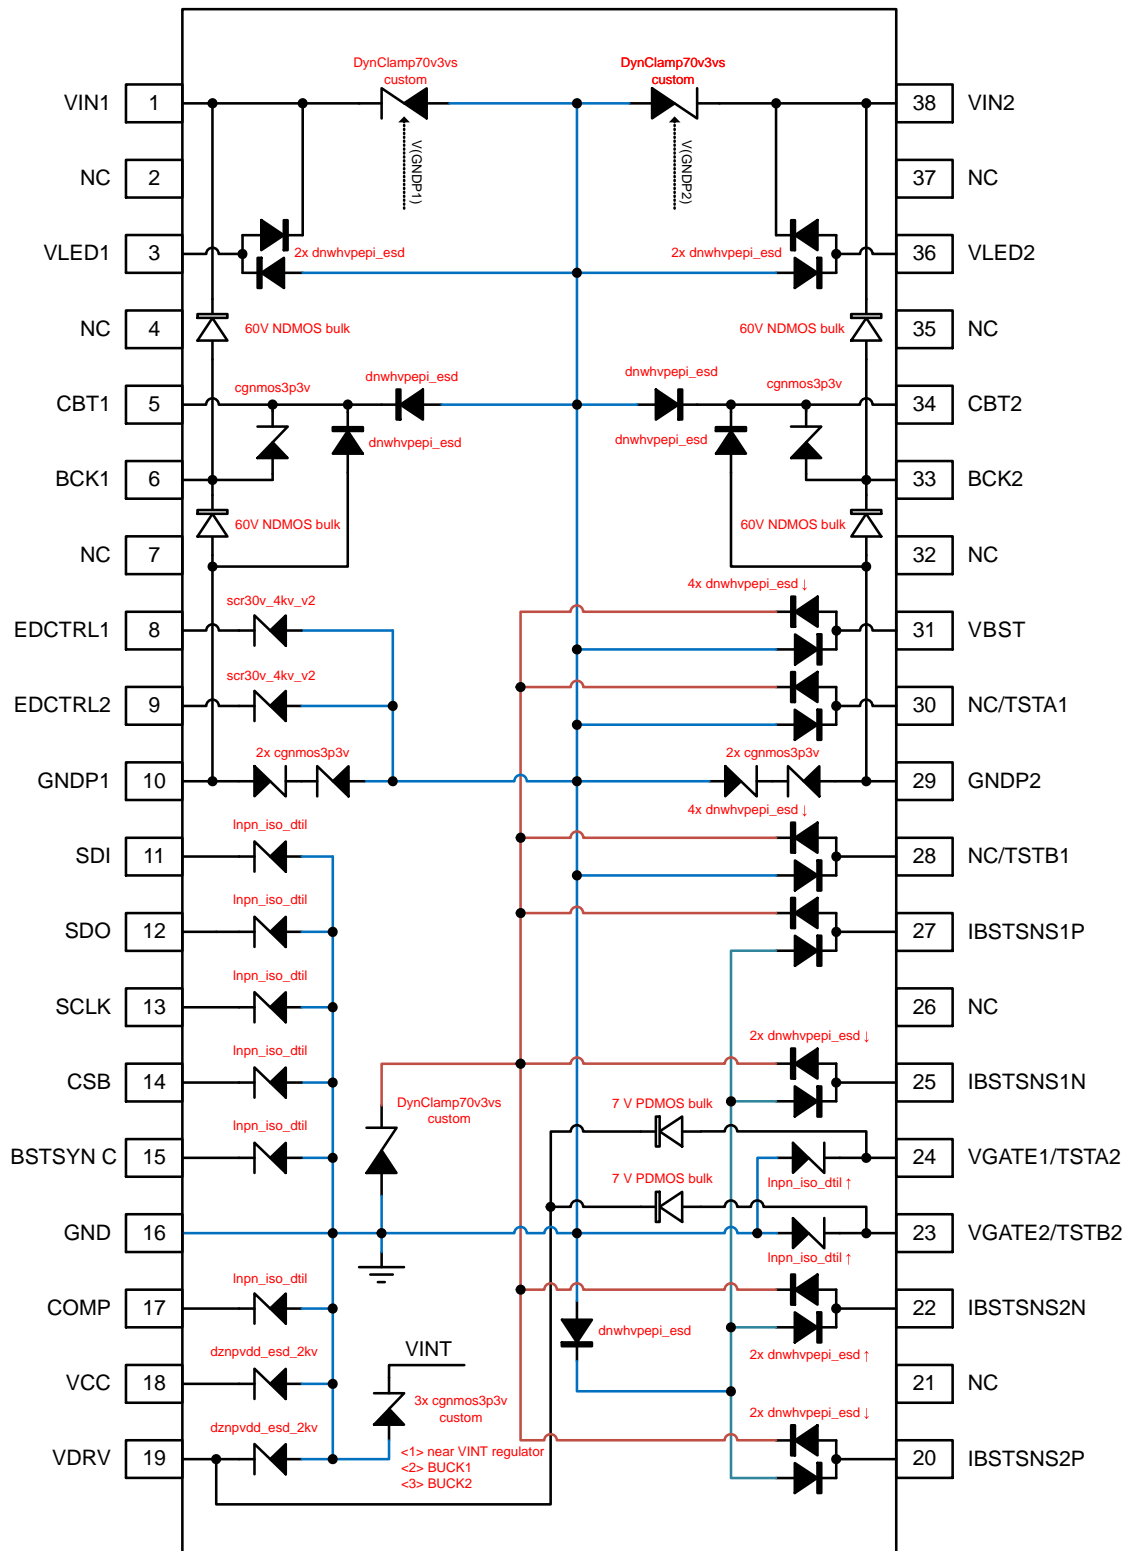 DynClamp70v3vs
custom
DynClamp70v3vs
custom
VIN1 1
38 VIN2
V(GNDP1)
V(GNDP2)
NC 2
37 NC
VLED1 3
2x dnwhvpepi_esd
2x dnwhvpepi_esd
36 VLED2
NC 4
60V NDMOS bulk
60V NDMOS bulk
35 NC
cgnmos3p3v
dnwhvpepi_esd
dnwhvpepi_esd
cgnmos3p3v
CBT1 5
34 CBT2
dnwhvpepi_esd
dnwhvpepi_esd
BCK1 6
33 BCK2
60V NDMOS bulk
60V NDMOS bulk
NC 7
32 NC
4x dnwhvpepi_esd ↓
scr30v_4kv_v2
EDCTRL1 8
31 VBST
scr30v_4kv_v2
EDCTRL2 9
30 NC/TSTA1
2x cgnmos3p3v
2x cgnmos3p3v
GNDP1 10
29 GNDP2
4x dnwhvpepi_esd ↓
lnpn_iso_dtil
SDI 11
28 NC/TSTB1
lnpn_iso_dtil
SDO 12
27 IBSTSNS1P
lnpn_iso_dtil
SCLK 13
26 NC
2x dnwhvpepi_esd ↓
lnpn_iso_dtil
CSB 14
25 IBSTSNS1N
DynClamp70v3vs
custom
7 V PDMOS bulk
lnpn_iso_dtil
BSTSYN C 15
24 VGATE1/TSTA2
7 V PDMOS bulk
lnpn_iso_dtil ↑
GND 16
23 VGATE2/TSTB2
lnpn_iso_dtil ↑
lnpn_iso_dtil
COMP 17
22 IBSTSNS2N
dnwhvpepi_esd
VINT
2x dnwhvpepi_esd ↑
dznpvdd_esd_2kv
VCC 18
21 NC
3x cgnmos3p3v
custom
2x dnwhvpepi_esd ↓
dznpvdd_esd_2kv
VDRV 19
<1> near VINT regulator
<2> BUCK1
<3> BUCK2
20 IBSTSNS2P